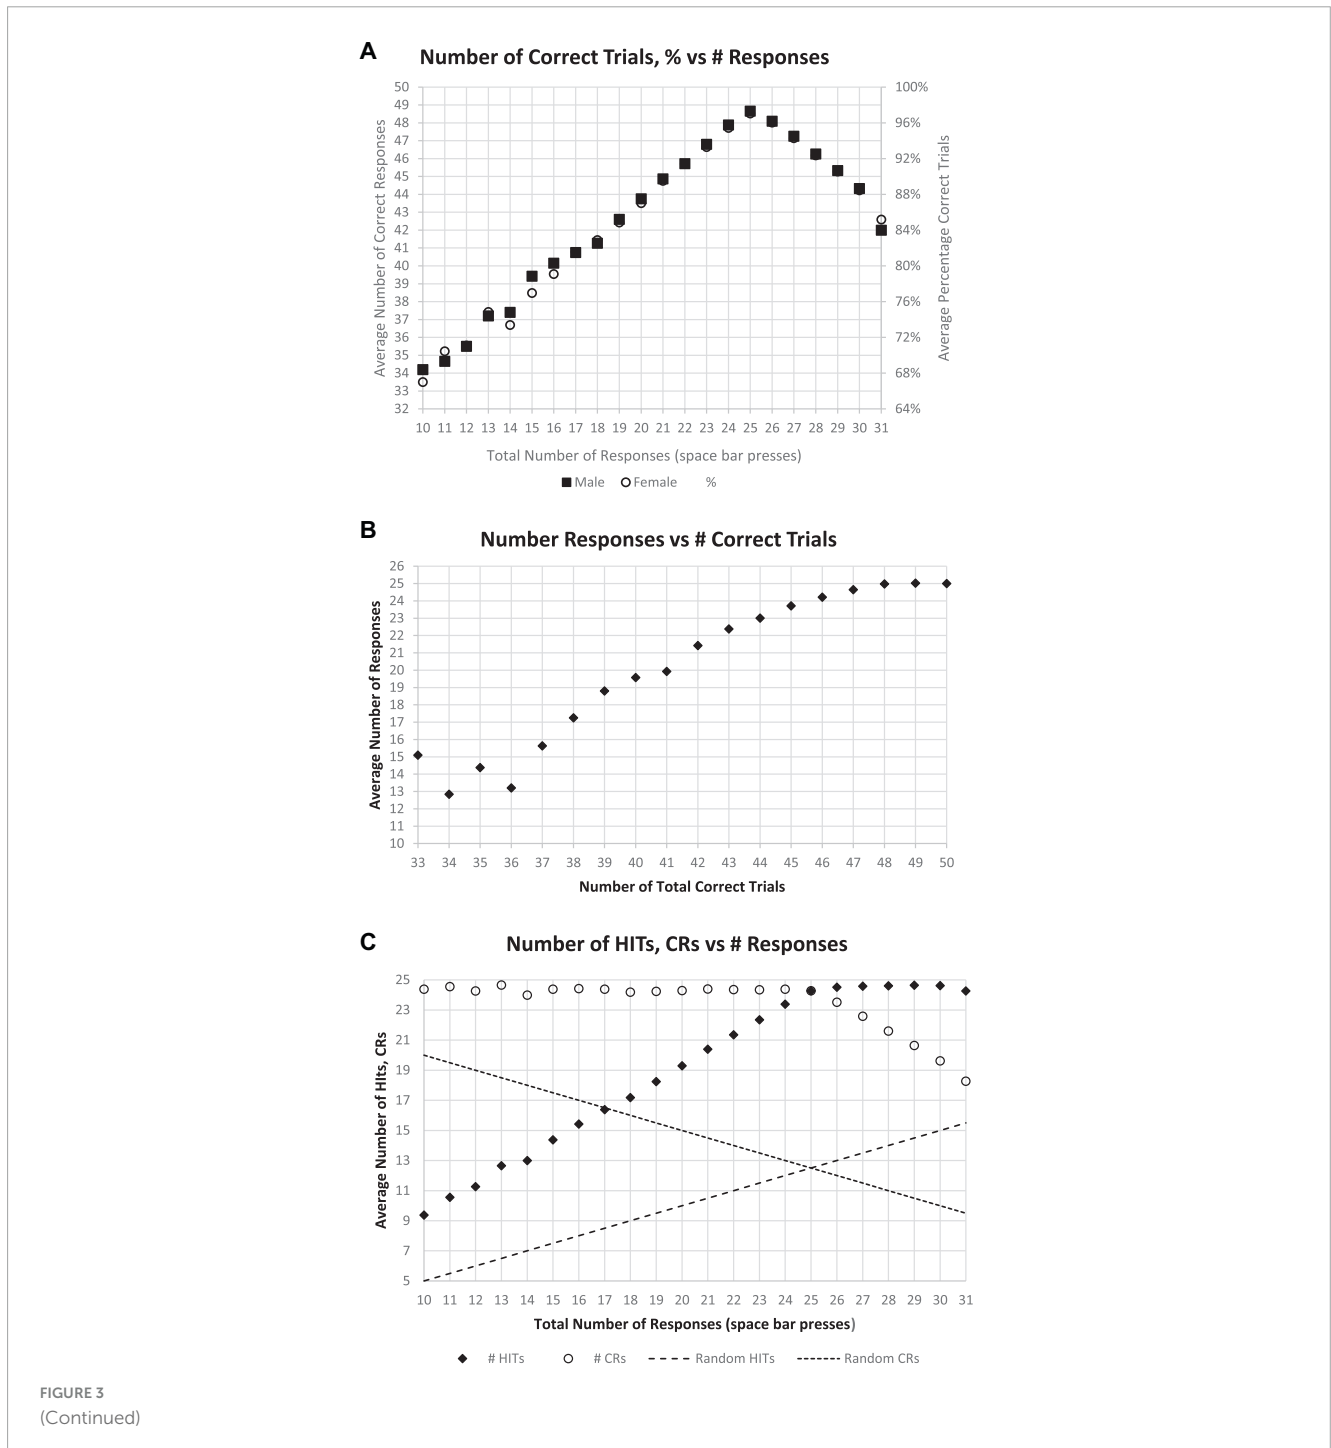 A
Number of Correct Trials, % vs # Responses
Average Number of Correct Responses
50
49
48
47
46
45
44
43
42
41
40
39
38
37
36
35
34
33
32
100%
96%
92%
88%
84%
80%
76%
72%
68%
64%
Average Percentage Correct Trials
10 11 12 13 14 15 16 17 18 19 20 21 22 23 24 25 26 27 28 29 30 31
Total Number of Responses (space bar presses)
Male Female %
B
Number Responses vs # Correct Trials
Average Number of Responses
26
25
24
23
22
21
20
19
18
17
16
15
14
13
12
11
10
33 34 35 36 37 38 39 40 41 42 43 44 45 46 47 48 49 50
Number of Total Correct Trials
C
Number of HITs, CRs vs # Responses
Average Number of HIts, CRs
25
23
21
19
17
15
13
11
9
7
5
10 11 12 13 14 15 16 17 18 19 20 21 22 23 24 25 26 27 28 29 30 31
Total Number of Responses (space bar presses)
# HITs # CRs Random HITs Random CRs
FIGURE 3
(Continued)